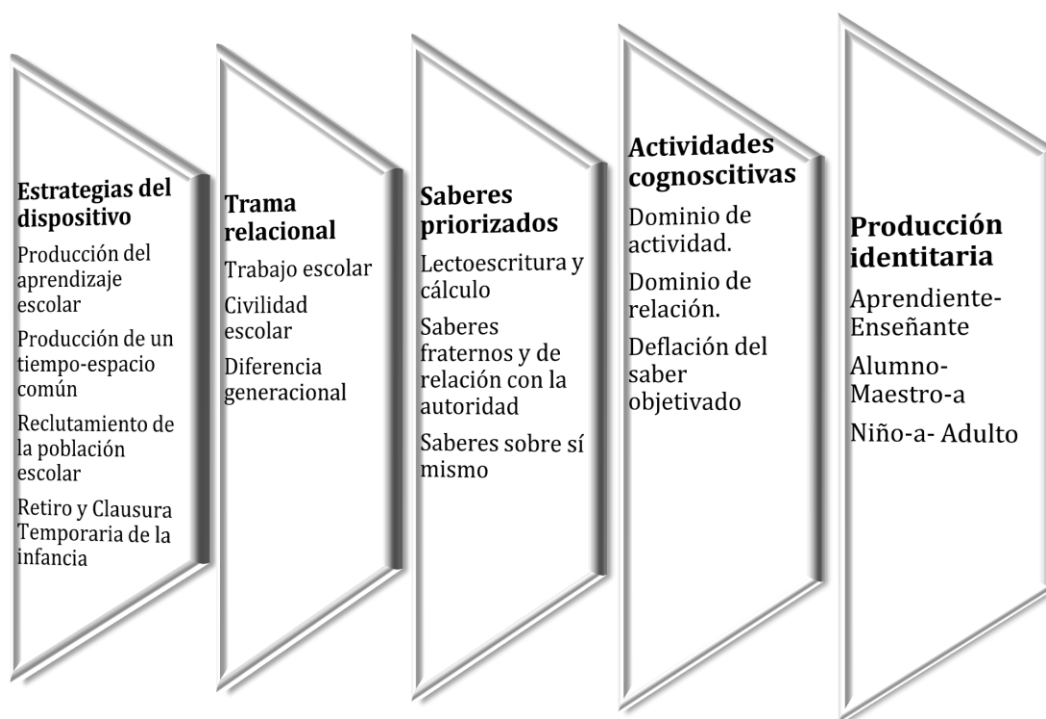 Estrategias del
dispositivo
Producción del
aprendizaje
escolar
Producción de un
tiempo-espacio
común
Reclutamiento de
la población
escolar
Retiro y Clausura
Temporaria de la
infancia
Trama
relacional
Trabajo escolar
Civilidad
escolar
Diferencia
generacional
Saberes
priorizados
Lectoescritura y
cálculo
Saberes
fraternos y de
relación con la
autoridad
Saberes sobre sí
mismo
Actividades
cognoscitivas
Dominio de
actividad.
Dominio de
relación.
Deflación del
saber
objetivado
Producción
identitaria
Aprendiente-
Enseñante
Alumno-
Maestro-a
Niño-a- Adulto